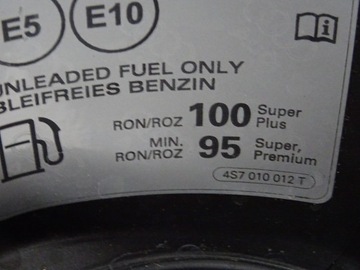 E5 E10
UNLEADED FUEL ONLY
BLEIFREIES BENZIN
RON/ROZ 100 Super Plus
MIN. RON/ROZ 95 Super, Premium
4S7 010 012 T